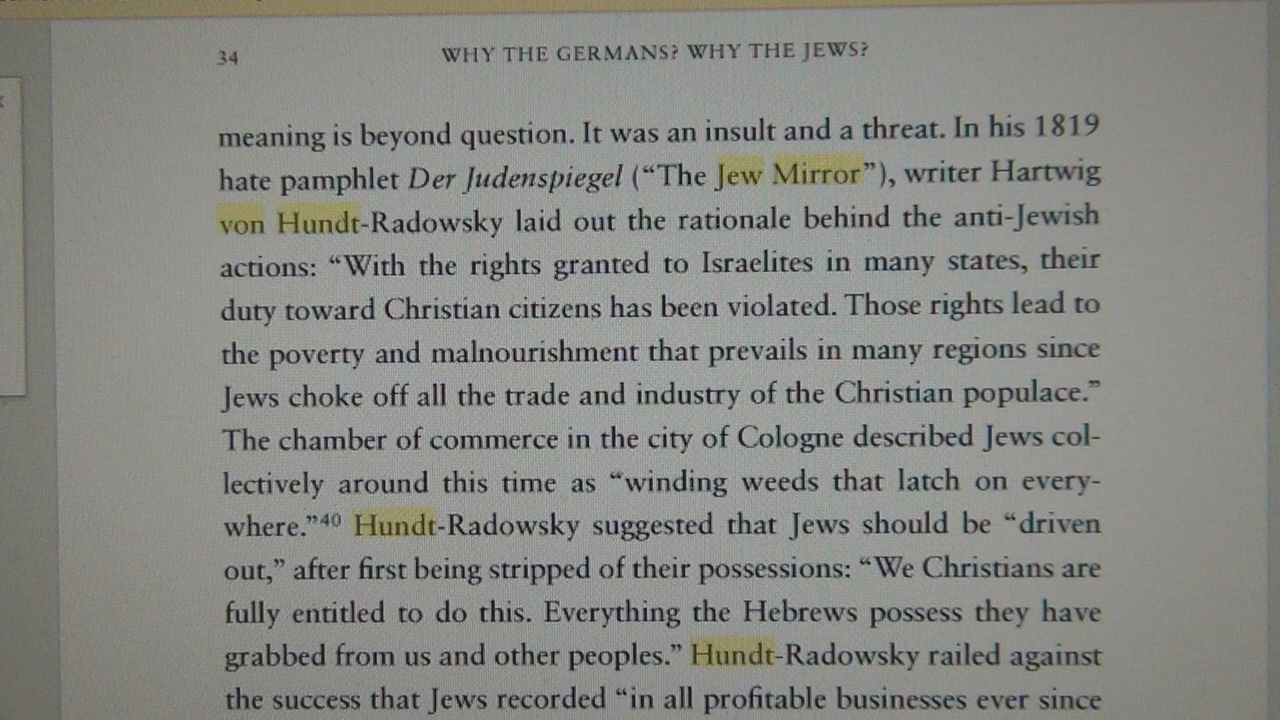 34
WHY THE GERMANS? WHY THE JEWS?
meaning is beyond question. It was an insult and a threat. In his 1819
hate pamphlet Der Judenspiegel (“The Jew Mirror”), writer Hartwig
von Hundt-Radowsky laid out the rationale behind the anti-Jewish
actions: “With the rights granted to Israelites in many states, their
duty toward Christian citizens has been violated. Those rights lead to
the poverty and malnourishment that prevails in many regions since
Jews choke off all the trade and industry of the Christian populace.”
The chamber of commerce in the city of Cologne described Jews col-
lectively around this time as “winding weeds that latch on every-
where.”40 Hundt-Radowsky suggested that Jews should be “driven
out,” after first being stripped of their possessions: “We Christians are
fully entitled to do this. Everything the Hebrews possess they have
grabbed from us and other peoples.” Hundt-Radowsky railed against
the success that Jews recorded “in all profitable businesses ever since